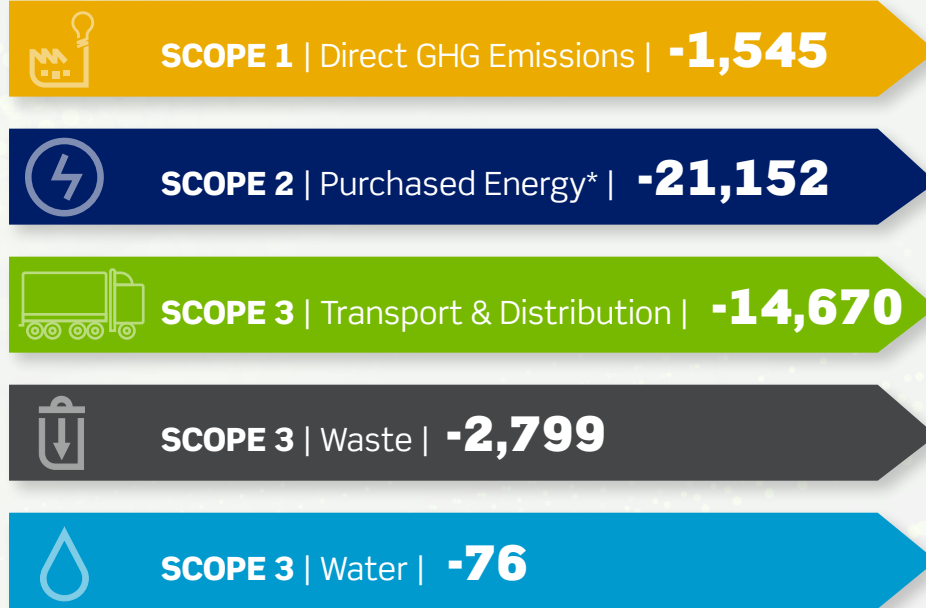 SCOPE 1 | Direct GHG Emissions | -1,545
SCOPE 2 | Purchased Energy* | -21,152
SCOPE 3 | Transport & Distribution | -14,670
SCOPE 3 | Waste | -2,799
SCOPE 3 | Water | -76